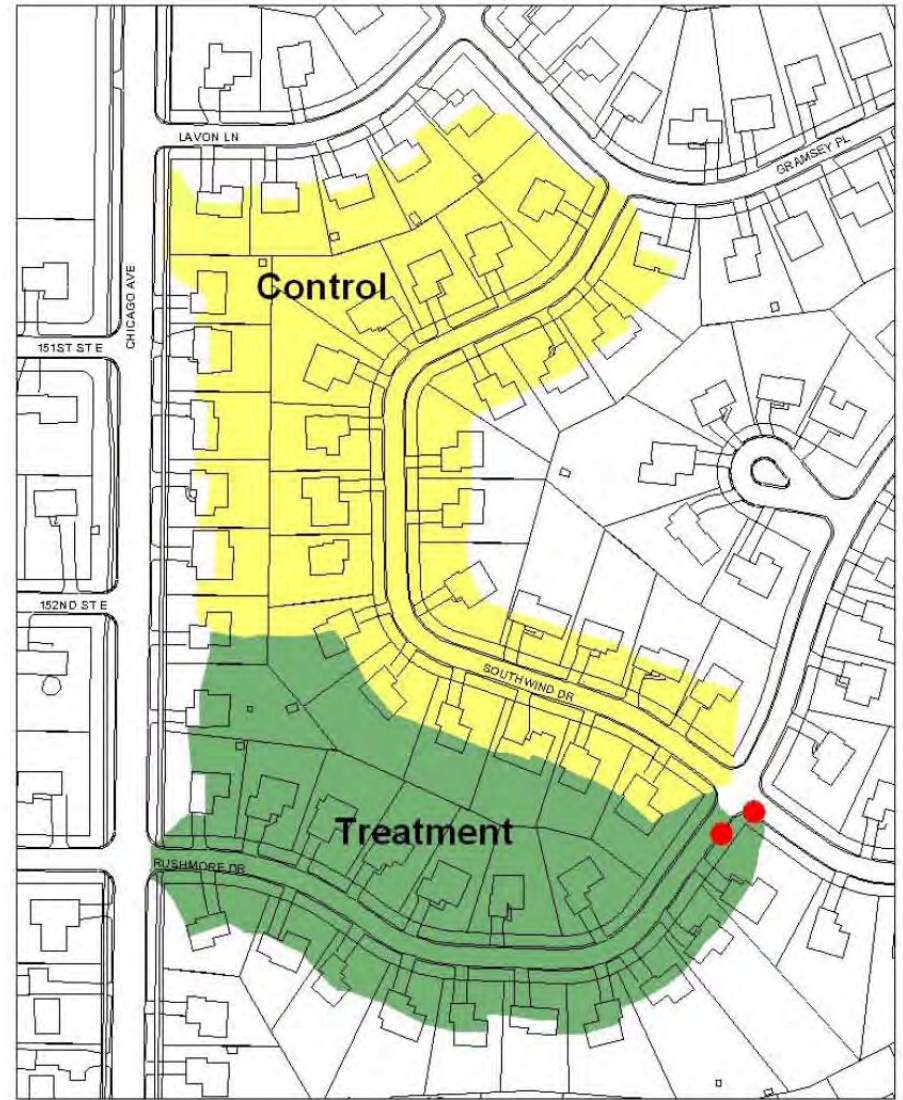 LAVON LN
GRAMSEY PL
CHICAGO AVE
Control
151ST ST E
152ND ST E
SOUTHWIND DR
Treatment
RUSHMORE DR